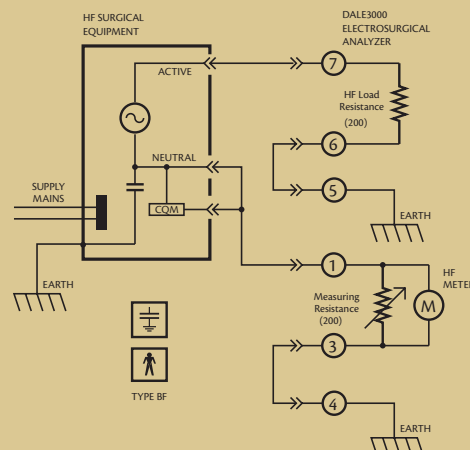 HF SURGICAL
EQUIPMENT
DALE3000
ELECTROSURGICAL
ANALYZER
ACTIVE
7
HF Load
Resistance
(200)
6
NEUTRAL
5
SUPPLY
MAINS
CQM
EARTH
1
EARTH
HF
METE
Measuring
Resistance
(200)
M
3
TYPE BF
4
EARTH